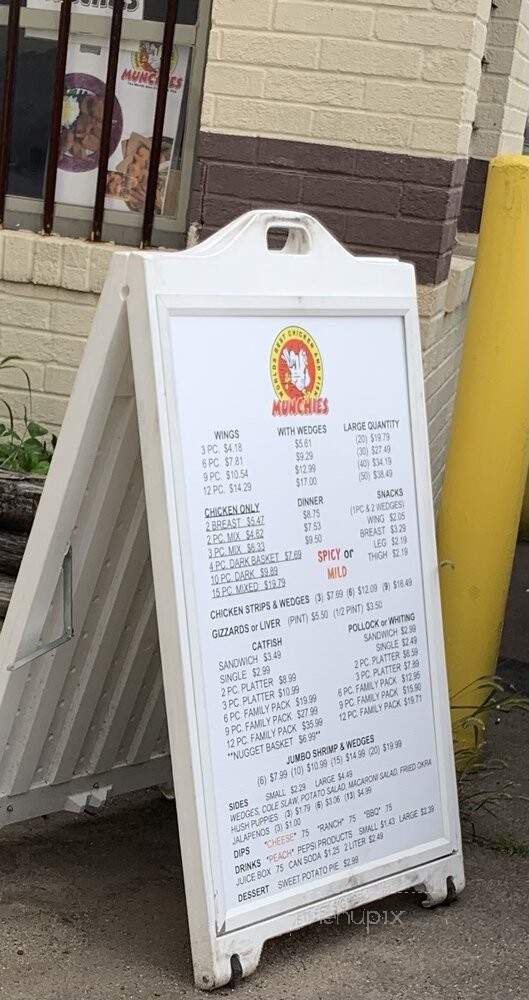 MUNCHIES
WORLDS BEST CHICKEN AND FISH
MUNCHIES
WINGS WITH WEDGES LARGE QUANTITY
3 PC. $4.18 $5.61 (20) $19.79
6 PC. $7.81 $9.29 (30) $27.49
9 PC. $10.54 $12.99 (40) $34.19
12 PC. $14.29 $17.00 (50) $38.49
CHICKEN ONLY DINNER SNACKS
2 BREAST $5.47 $8.75 (1PC & 2 WEDGES)
2 PC. MIX $4.62 $7.53 WING $2.05
3 PC. MIX $6.33 $9.50 BREAST $3.29
4 PC. DARK BASKET $7.69 LEG $2.19
10 PC. DARK $9.89 SPICY or THIGH $2.19
15 PC. MIXED $19.79 MILD
CHICKEN STRIPS & WEDGES (3) $7.69 (6) $12.09 (9) $16.49
GIZZARDS or LIVER (PINT) $5.50 (1/2 PINT) $3.50
CATFISH POLLOCK or WHITING
SANDWICH $3.49 SANDWICH $2.99
SINGLE $2.99 SINGLE $2.49
2 PC. PLATTER $8.99 2 PC. PLATTER $6.59
3 PC. PLATTER $10.99 3 PC. PLATTER $7.89
6 PC. FAMILY PACK $19.99 6 PC. FAMILY PACK $12.95
9 PC. FAMILY PACK $27.99 9 PC. FAMILY PACK $15.90
12 PC. FAMILY PACK $35.99 12 PC. FAMILY PACK $19.71
**NUGGET BASKET $6.99**
JUMBO SHRIMP & WEDGES
(6) $7.99 (10) $10.99 (15) $14.99 (20) $19.99
SIDES SMALL $2.29 LARGE $4.49
WEDGES, COLE SLAW, POTATO SALAD, MACARONI SALAD, FRIED OKRA
HUSH PUPPIES (3) $1.79 (6) $3.06 (13) $4.99
JALAPENOS (3) $1.00
DIPS *CHEESE* .75 *RANCH* .75 *BBQ* .75
DRINKS *PEACH* PEPSI PRODUCTS SMALL $1.43 LARGE $2.39
JUICE BOX .75 CAN SODA $1.25 2 LITER $2.49
DESSERT SWEET POTATO PIE $2.99